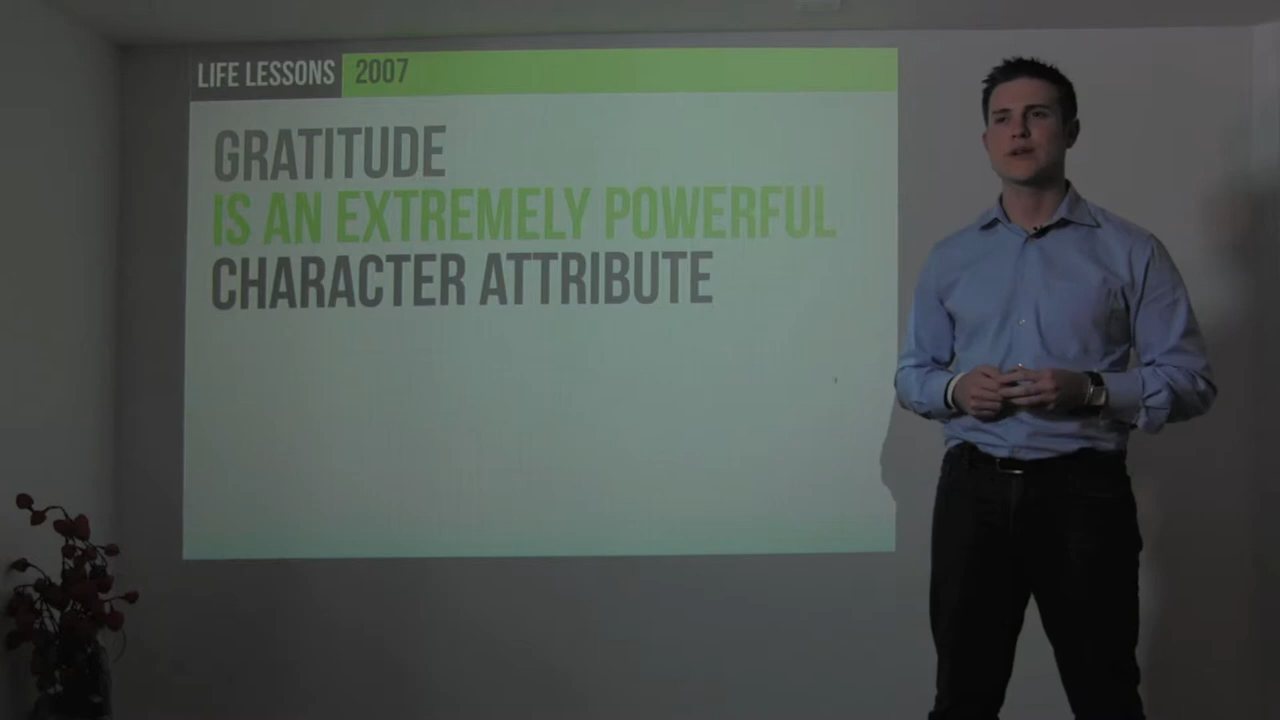 LIFE LESSONS 2007
GRATITUDE
IS AN EXTREMELY POWERFUL
CHARACTER ATTRIBUTE